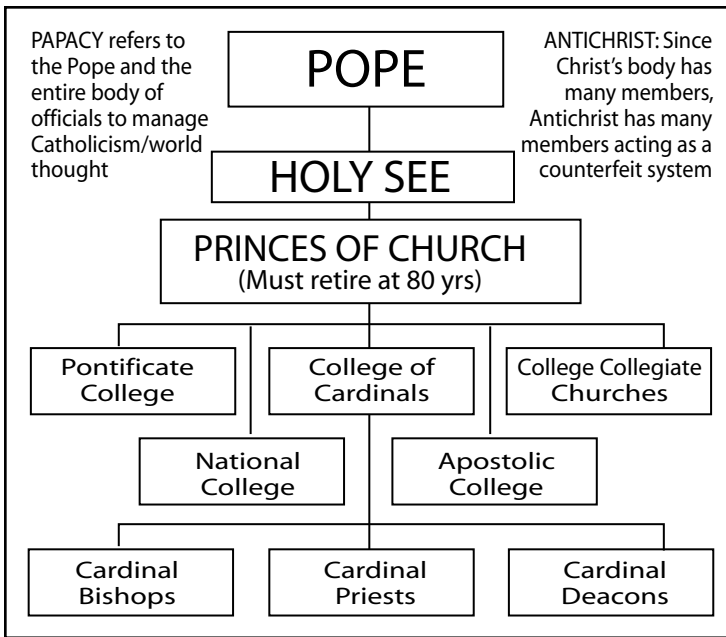 PAPACY refers to
the Pope and the
entire body of
officials to manage
Catholicism/world
thought
POPE
ANTICHRIST: Since
Christ's body has
many members,
Antichrist has many
members acting as a
counterfeit system
HOLY SEE
PRINCES OF CHURCH
(Must retire at 80 yrs)
Pontificate
College
College of
Cardinals
College Collegiate
Churches
National
College
Apostolic
College
Cardinal
Bishops
Cardinal
Priests
Cardinal
Deacons